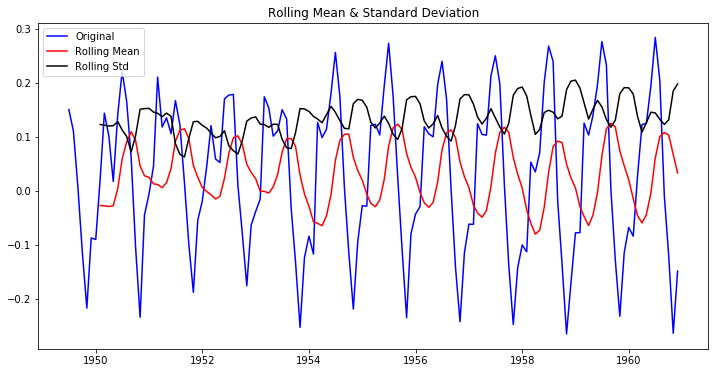 Rolling Mean & Standard Deviation
Original
Rolling Mean
Rolling Std
0.3
0.2
0.1
0.0
−0.1
−0.2
1950 1952 1954 1956 1958 1960